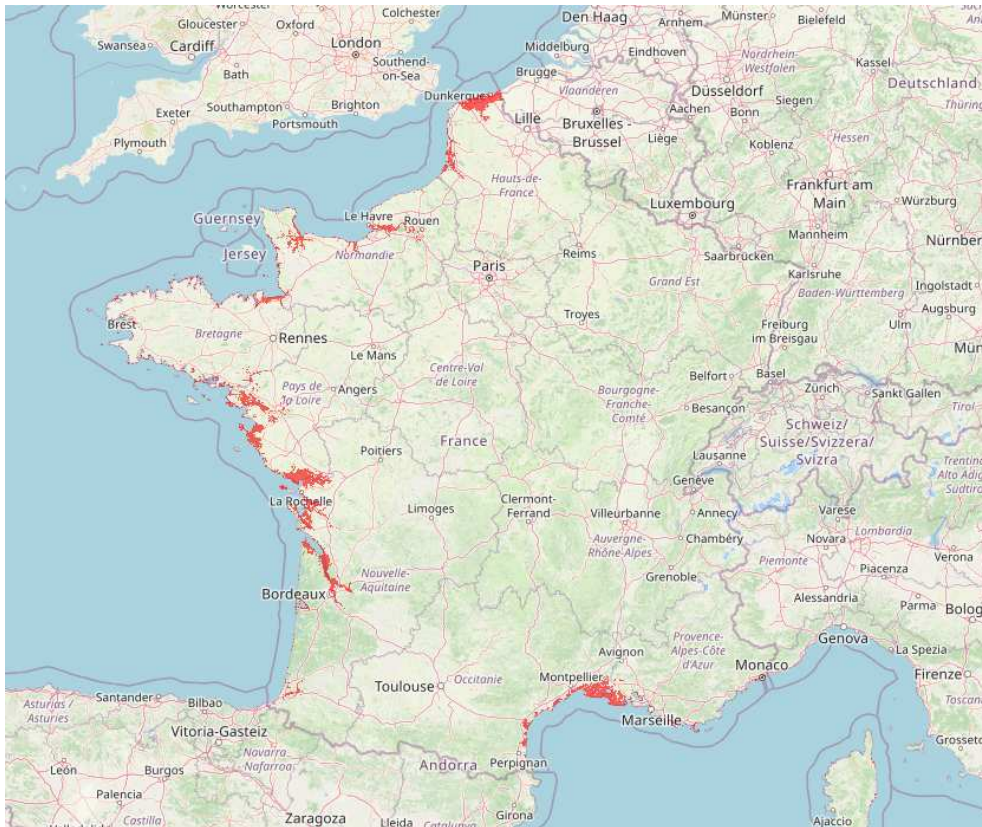 Worcester
Colchester
Gloucester
Oxford
Swansea
Cardiff
London
Southend-
on-Sea
Bath
Southampton
Brighton
Portsmouth
Exeter
Plymouth
Den Haag
Arnhem
Münster
Bielefeld
Middelburg
Eindhoven
Nordrhein-
Westfalen
Kassel
Brugge
Vlaanderen
Düsseldorf
Deutschland
Dunkerque
Lille
Bruxelles -
Brussel
Aachen
Siegen
Bonn
Liège
Koblenz
Hessen
Hauts-de-
France
Frankfurt am
Main
Würzburg
Luxembourg
Guernsey
Jersey
Le Havre
Rouen
Normandie
Reims
Mannheim
Nürnberg
Saarbrücken
Paris
Karlsruhe
Grand Est
Baden-Württemberg
Ingolstadt
Augsburg
Brest
Bretagne
Rennes
Troyes
Freiburg
im Breisgau
Ulm
Le Mans
Centre-Val
de Loire
Belfort
Basel
Zürich
Sankt Gallen
Pays de
la Loire
Angers
Bourgogne-
Franche-
Comté
Besançon
Tirol
Schweiz/
Suisse/Svizzera/
Svizra
France
Poitiers
Lausanne
Genève
La Rochelle
Limoges
Clermont-
Ferrand
Villeurbanne
Annecy
Varese
Lombardia
Chambéry
Novara
Verona
Auvergne-
Rhône-Alpes
Piemonte
Piacenza
Grenoble
Nouvelle-
Aquitaine
Bordeaux
Alessandria
Parma
Genova
Provence-
Alpes-Côte
d'Azur
Avignon
La Spezia
Monaco
Firenze
Montpellier
Toulouse
Occitanie
Marseille
Santander
Bilbao
Asturias /
Asturies
Vitoria-Gasteiz
Navarra -
Nafarroa
Andorra
Perpignan
León
Burgos
Palencia
Castilla
Zaragoza
Lleida
Girona
Ajaccio